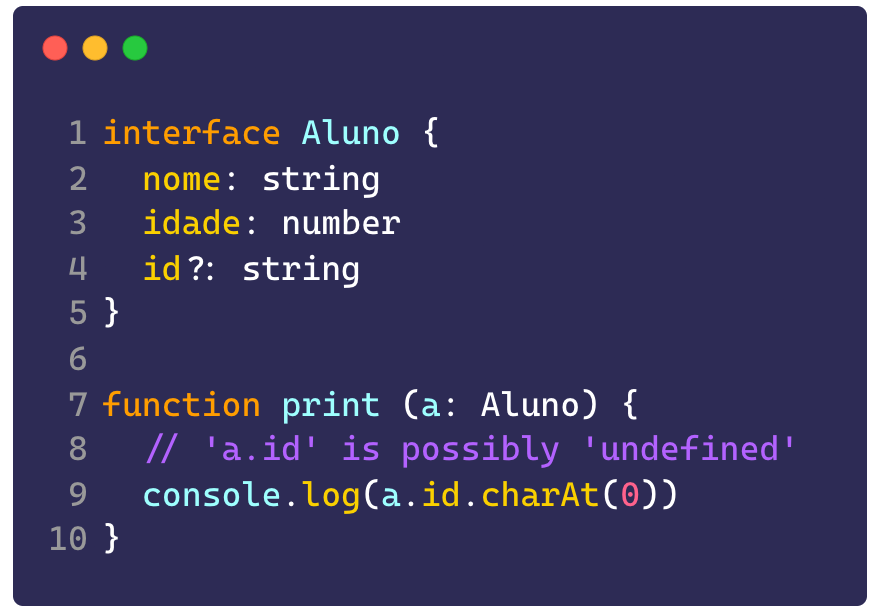 1 interface Aluno {
2   nome: string
3   idade: number
4   id?: string
5 }
6
7 function print (a: Aluno) {
8   // 'a.id' is possibly 'undefined'
9   console.log(a.id.charAt(0))
10 }